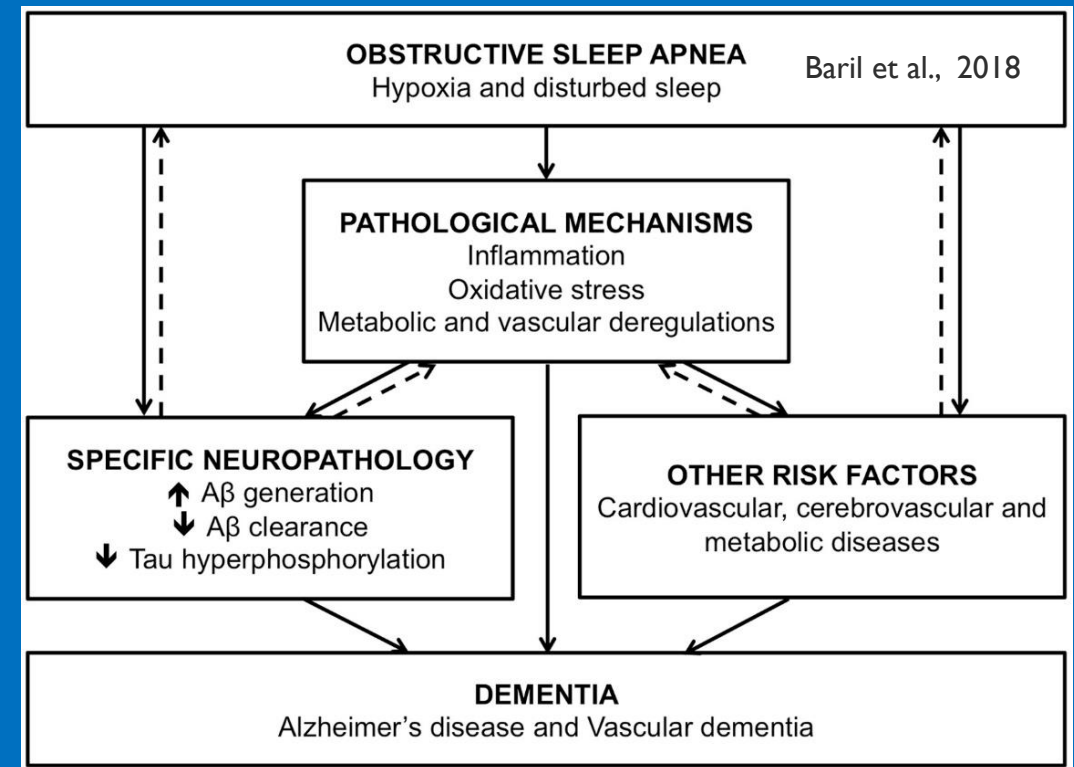 OBSTRUCTIVE SLEEP APNEA
Hypoxia and disturbed sleep
Baril et al., 2018
PATHOLOGICAL MECHANISMS
Inflammation
Oxidative stress
Metabolic and vascular deregulations
SPECIFIC NEUROPATHOLOGY
🡹 Aβ generation
🡻 Aβ clearance
🡻 Tau hyperphosphorylation
OTHER RISK FACTORS
Cardiovascular, cerebrovascular and
metabolic diseases
DEMENTIA
Alzheimer’s disease and Vascular dementia